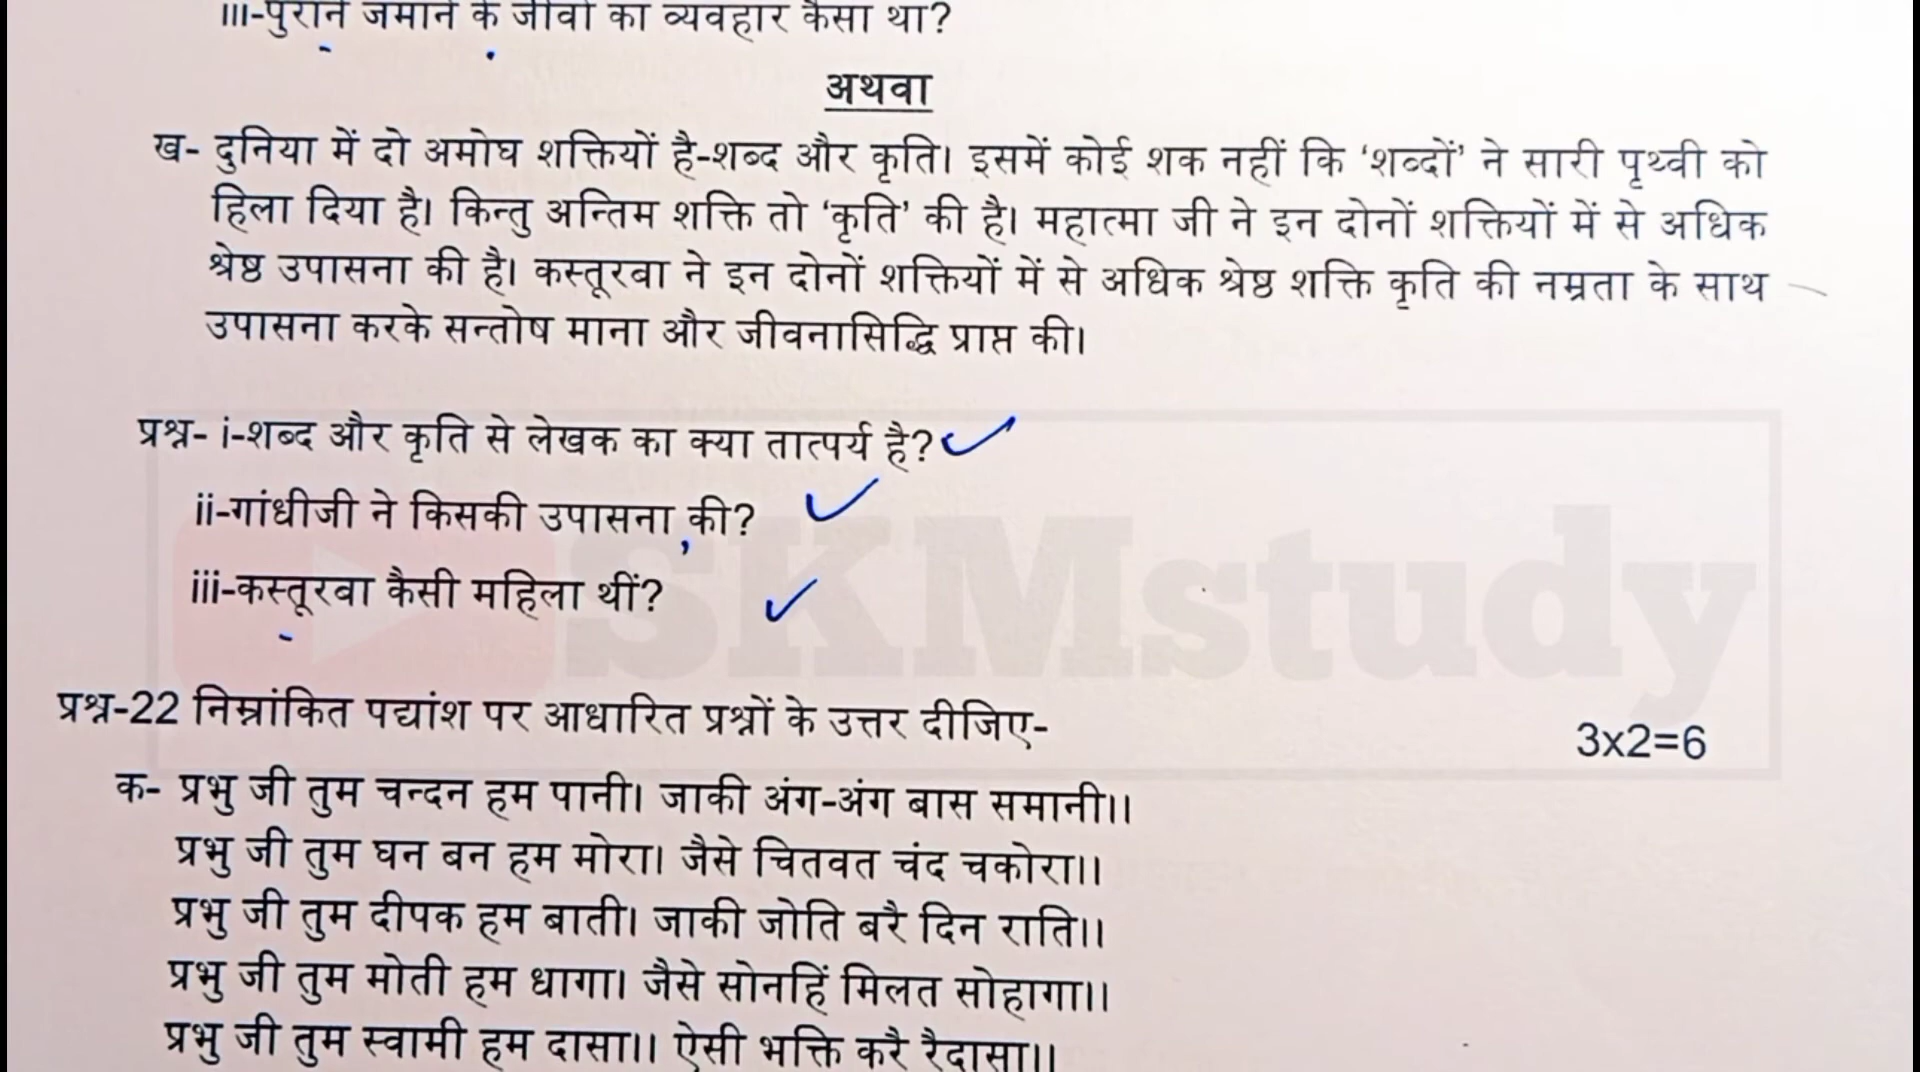 iii-पुराने जमाने के जीवों का व्यवहार कैसा था?
अथवा
ख- दुनिया में दो अमोघ शक्तियों है-शब्द और कृति। इसमें कोई शक नहीं कि ‘शब्दों’ ने सारी पृथ्वी को
हिला दिया है। किन्तु अन्तिम शक्ति तो ‘कृति’ की है। महात्मा जी ने इन दोनों शक्तियों में से अधिक
श्रेष्ठ उपासना की है। कस्तूरबा ने इन दोनों शक्तियों में से अधिक श्रेष्ठ शक्ति कृति की नम्रता के साथ
उपासना करके सन्तोष माना और जीवनासिद्धि प्राप्त की।
प्रश्न- i-शब्द और कृति से लेखक का क्या तात्पर्य है?
ii-गांधीजी ने किसकी उपासना की?
iii-कस्तूरबा कैसी महिला थीं?
SKMstudy
प्रश्न-22 निम्नांकित पद्यांश पर आधारित प्रश्नों के उत्तर दीजिए-
3x2=6
क- प्रभु जी तुम चन्दन हम पानी। जाकी अंग-अंग बास समानी।।
प्रभु जी तुम घन बन हम मोरा। जैसे चितवत चंद चकोरा।।
प्रभु जी तुम दीपक हम बाती। जाकी जोति बरै दिन राति।।
प्रभु जी तुम मोती हम धागा। जैसे सोनहिं मिलत सोहागा।।
प्रभु जी तुम स्वामी हम दासा।। ऐसी भक्ति करै रैदासा।।